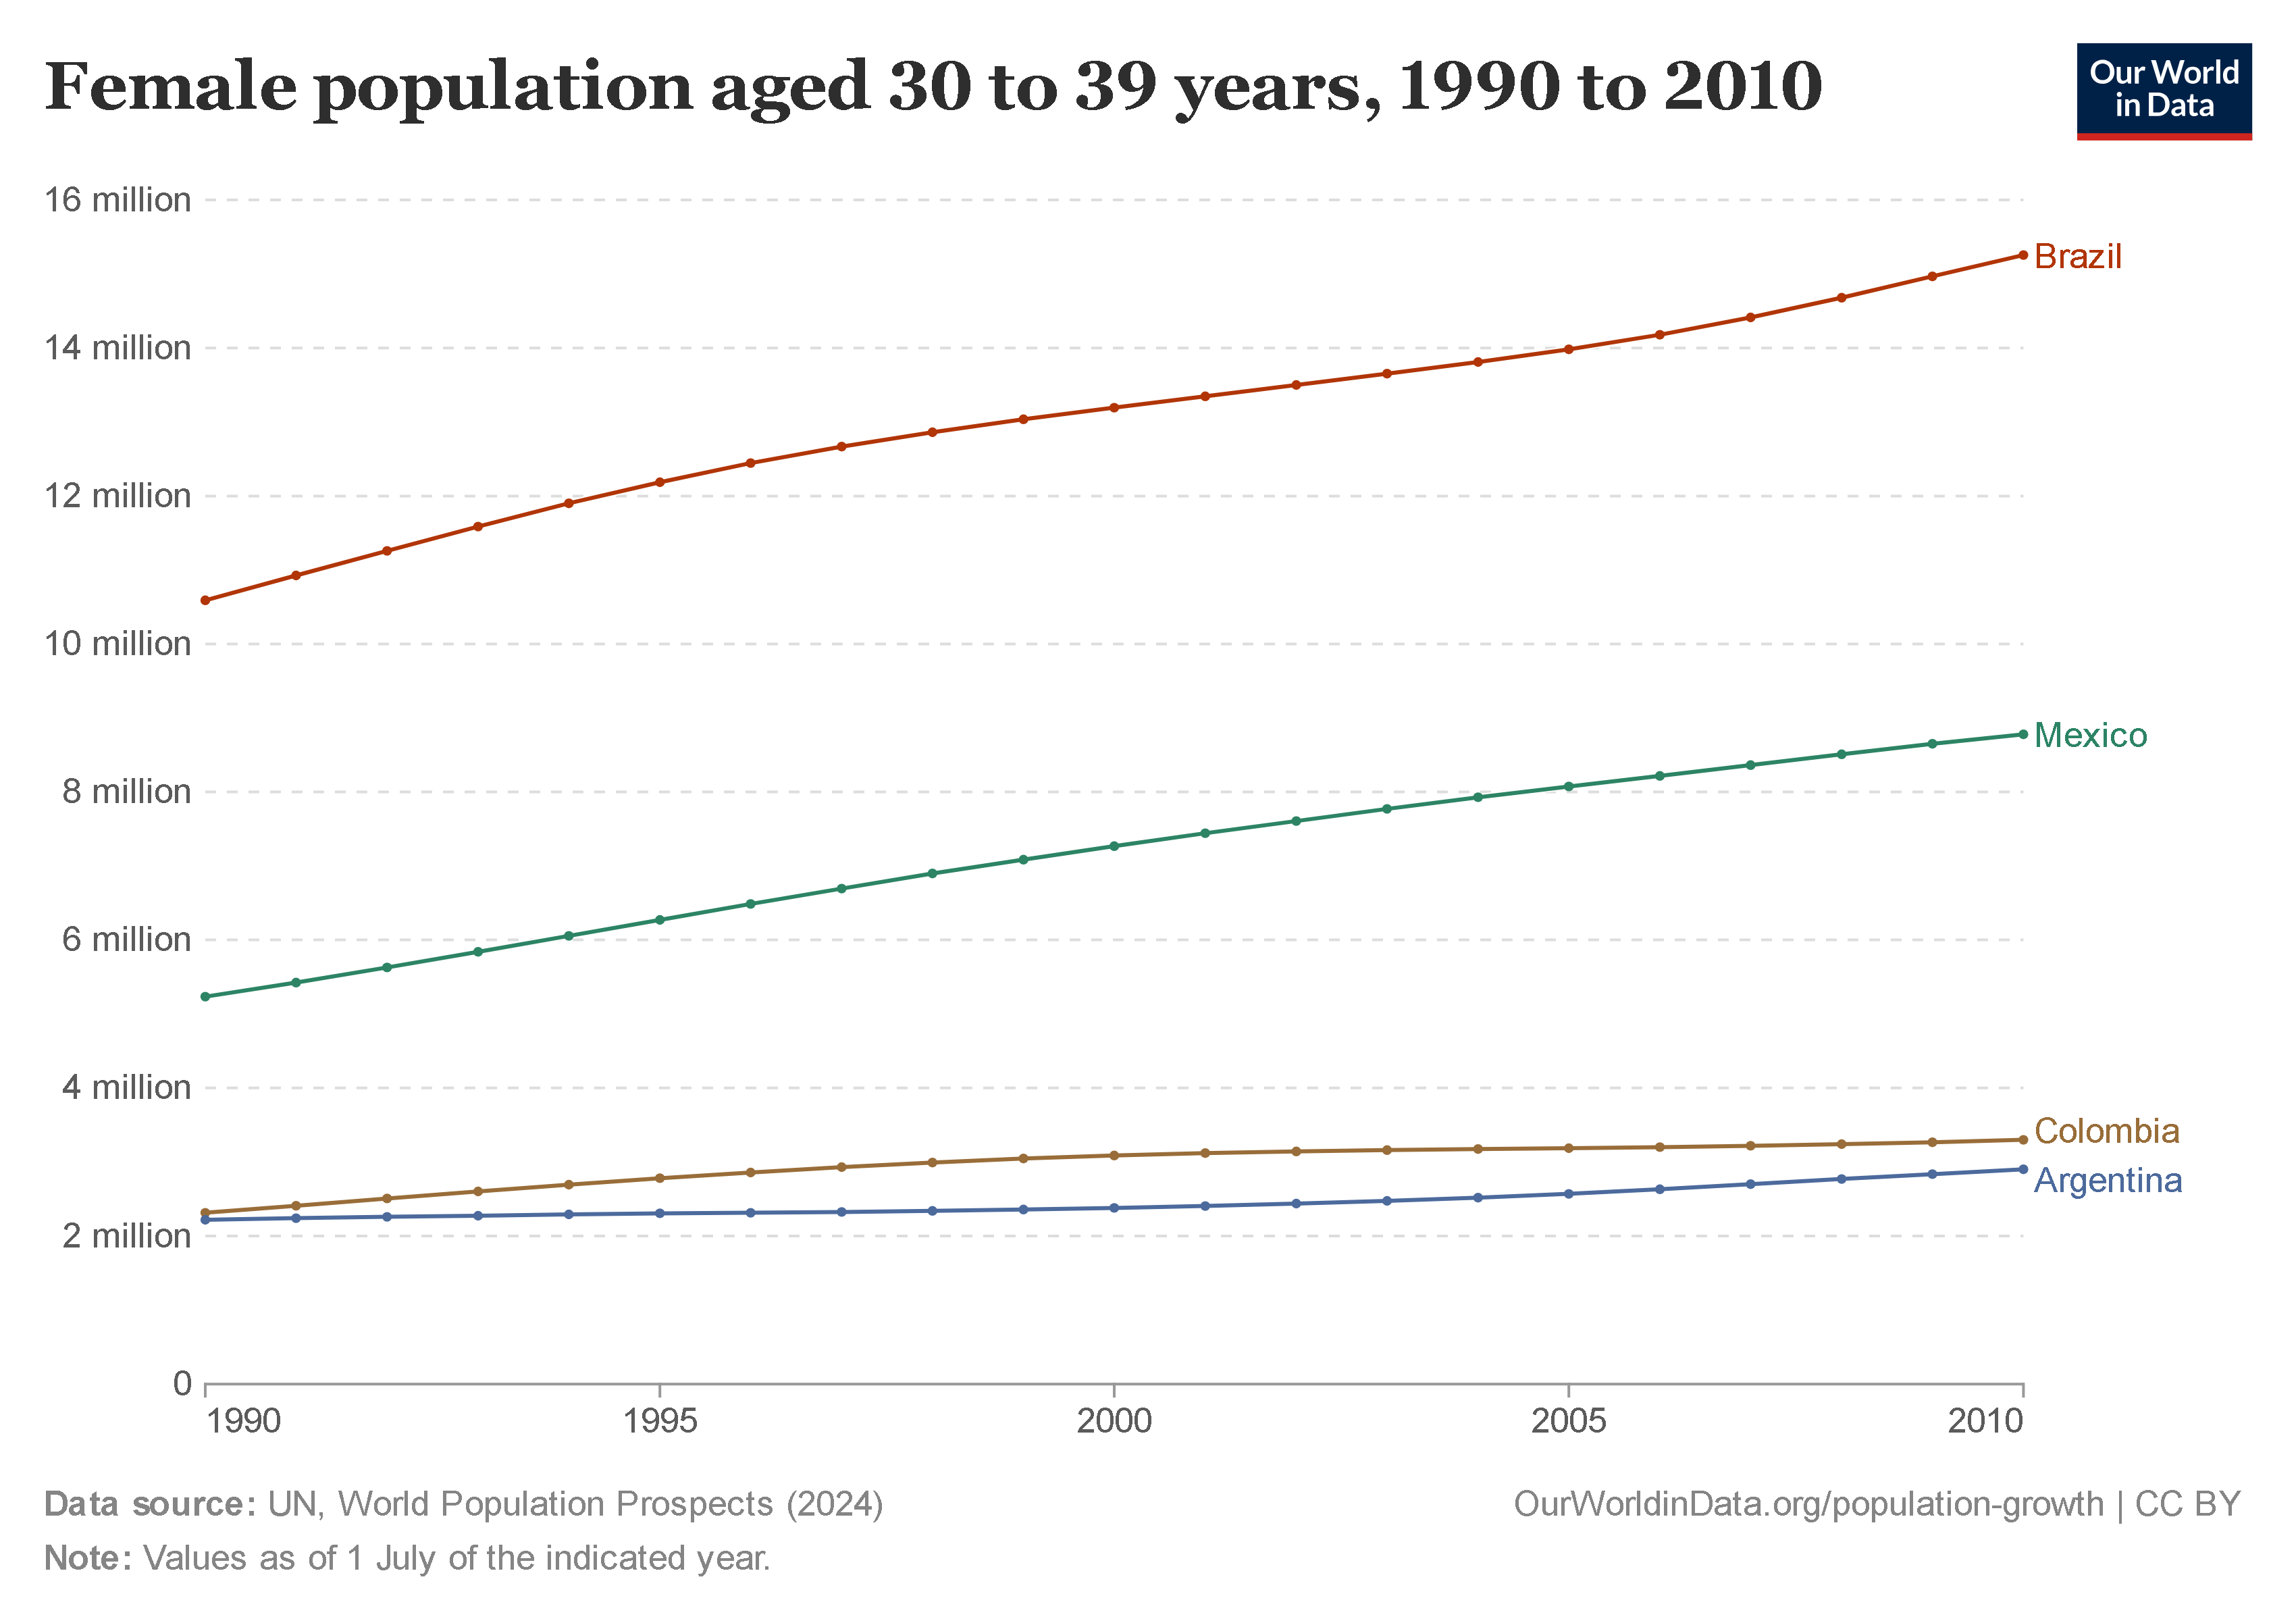 Female population aged 30 to 39 years, 1990 to 2010
Our World
in Data
16 million
14 million
12 million
10 million
8 million
6 million
4 million
2 million
0
Brazil
Mexico
Colombia
Argentina
1990
1995
2000
2005
2010
Data source: UN, World Population Prospects (2024)
OurWorldinData.org/population-growth | CC BY
Note: Values as of 1 July of the indicated year.